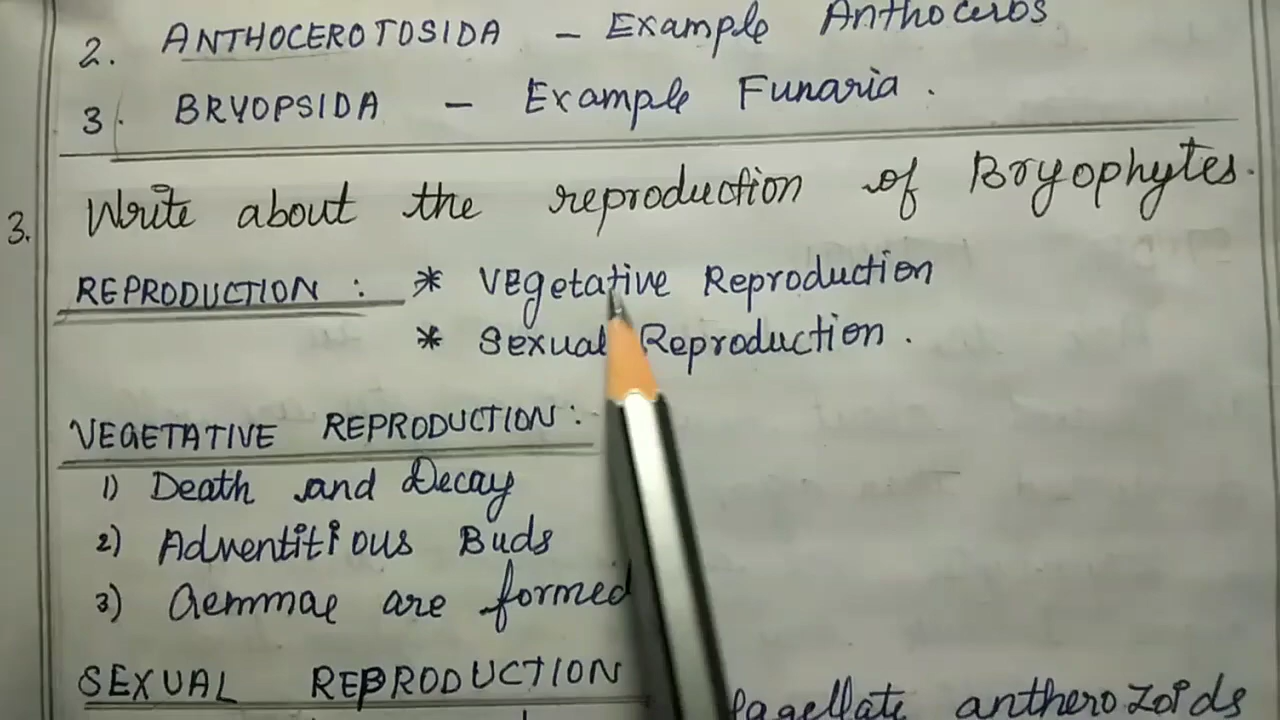 2. ANTHOCEROTOSIDA - Example Anthoceros
3. BRYOPSIDA - Example Funaria.
3. Write about the reproduction of Bryophytes.
REPRODUCTION : * Vegetative Reproduction
* Sexual Reproduction.
VEGETATIVE REPRODUCTION:
1) Death and Decay
2) Adventitious Buds
3) Gemmae are formed
SEXUAL REPRODUCTION
antherozoids